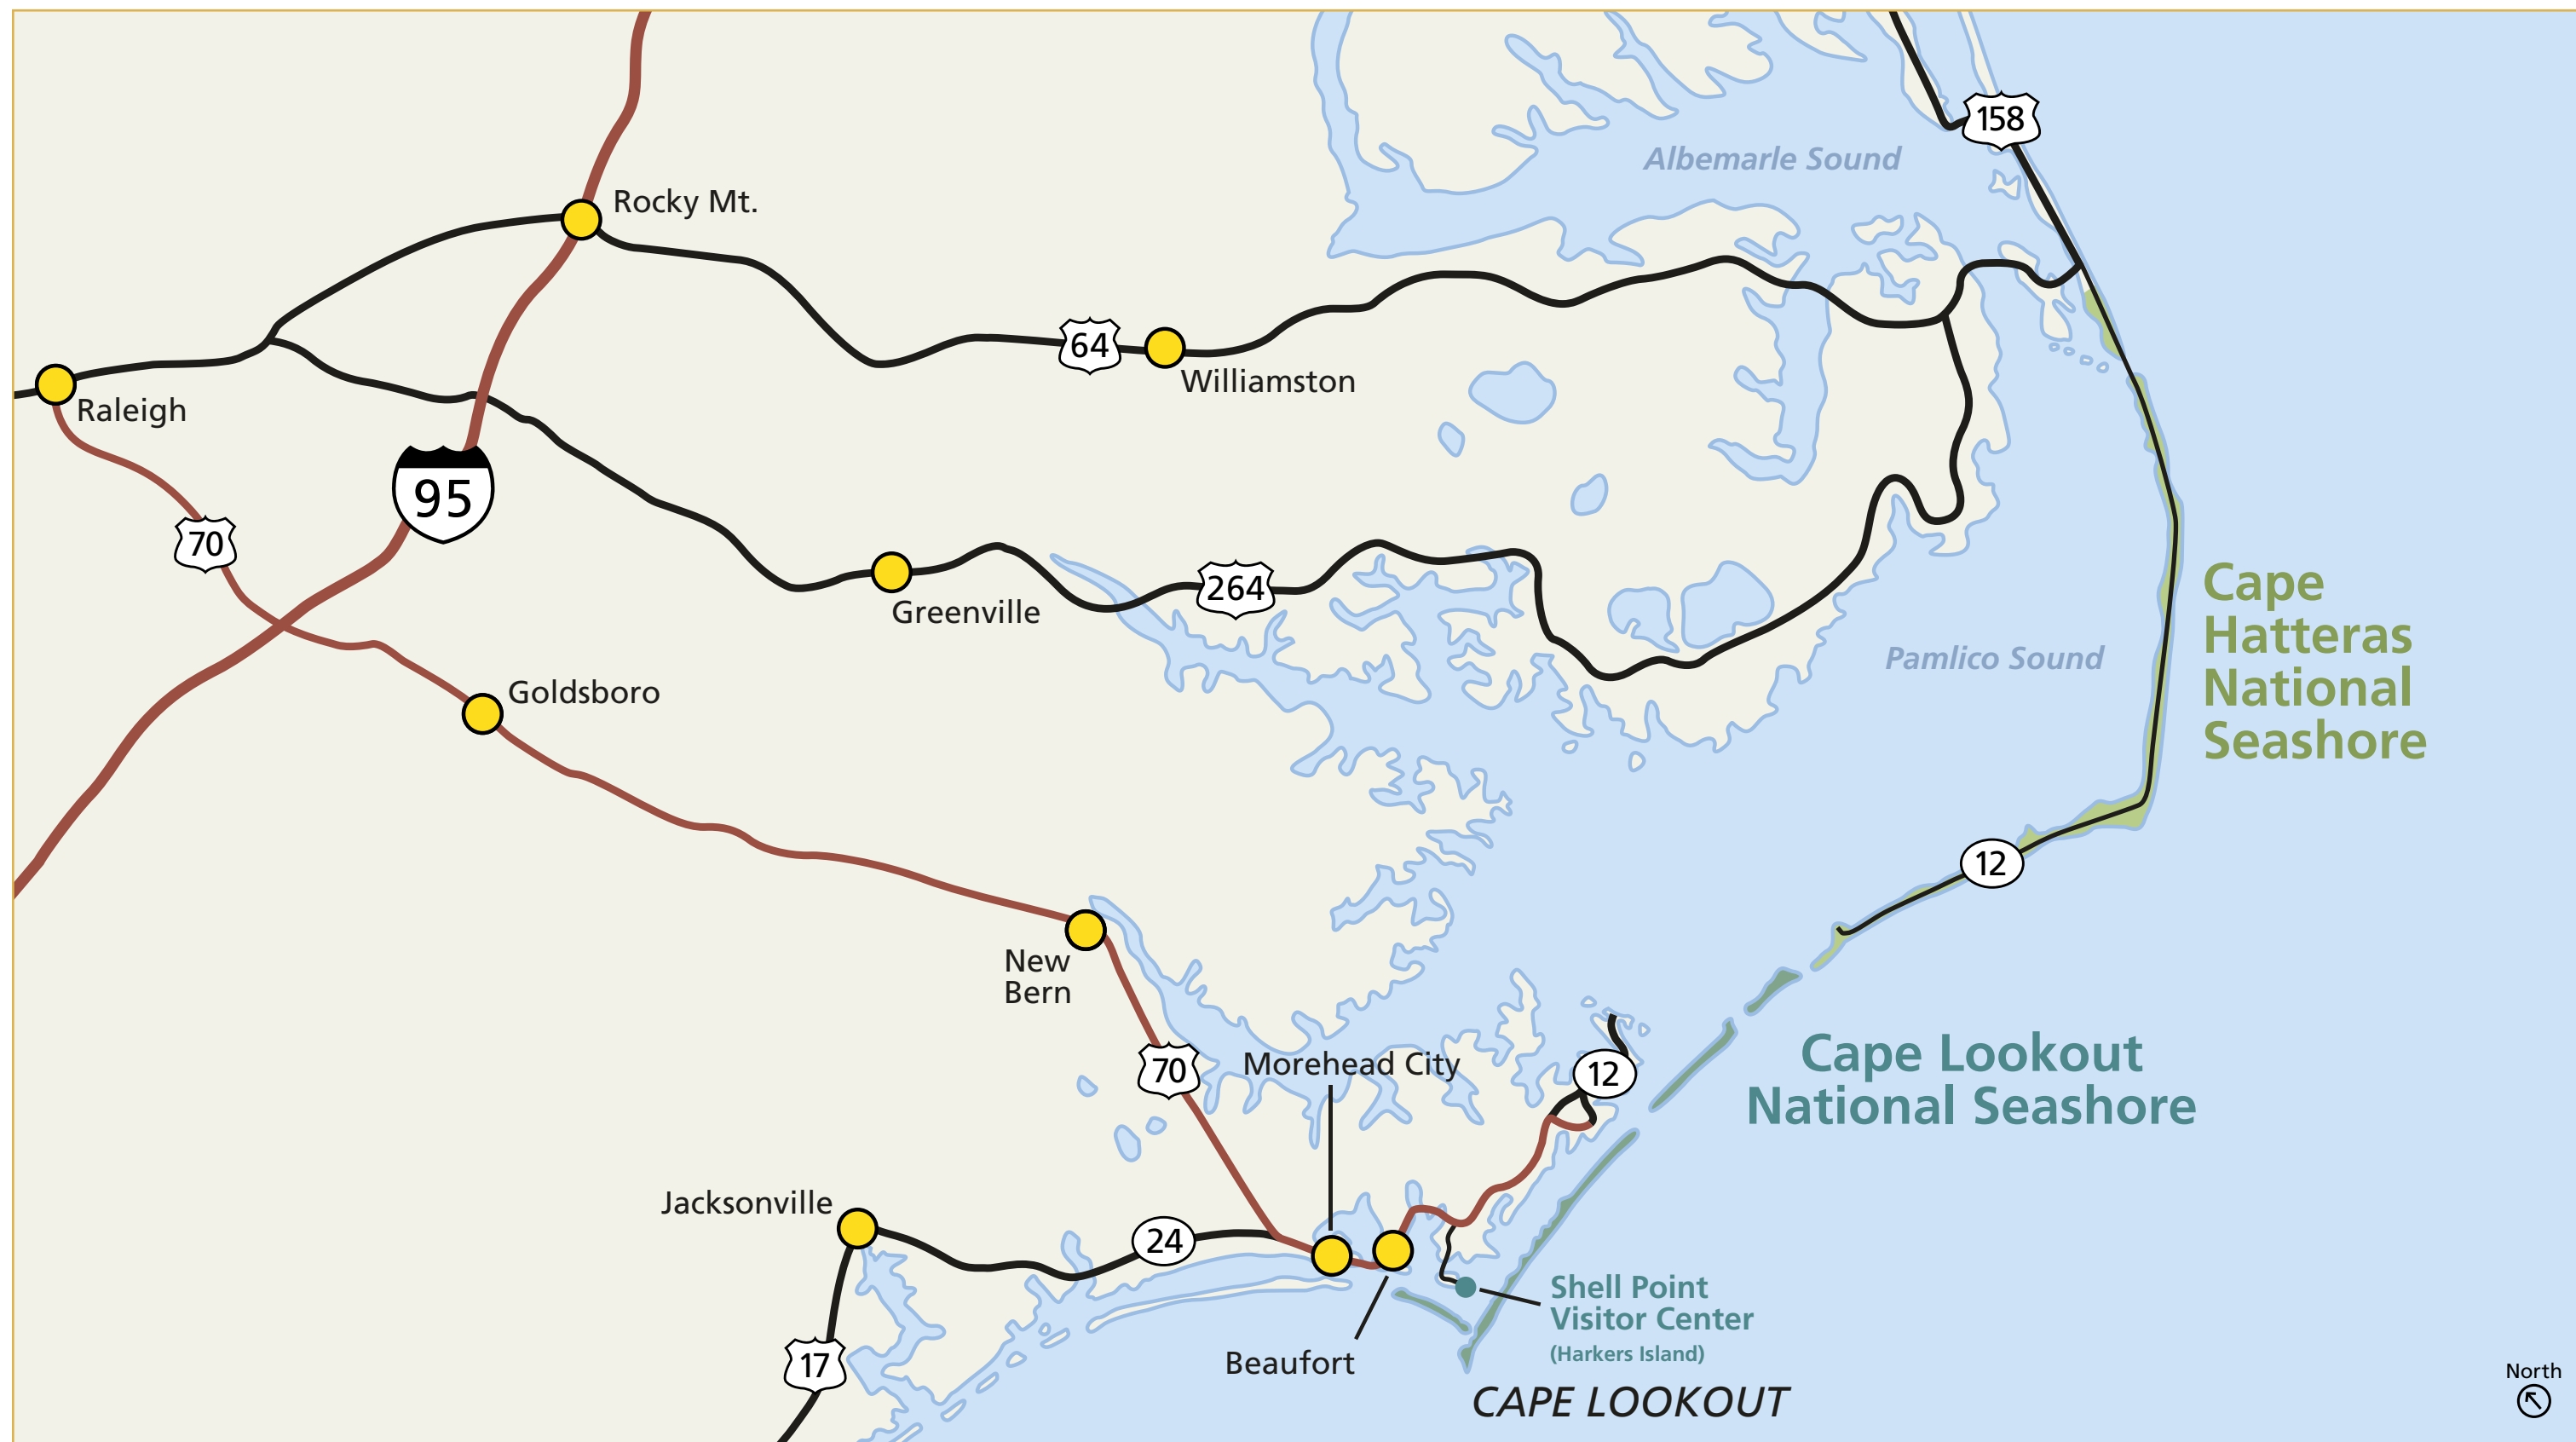 158
Albemarle Sound
Rocky Mt.
64
Williamston
Raleigh
95
70
Cape
Hatteras
National
Seashore
264
Greenville
Pamlico Sound
Goldsboro
12
New
Bern
Cape Lookout
National Seashore
70
Morehead City
12
Jacksonville
24
Shell Point
Visitor Center
(Harkers Island)
17
Beaufort
CAPE LOOKOUT
North